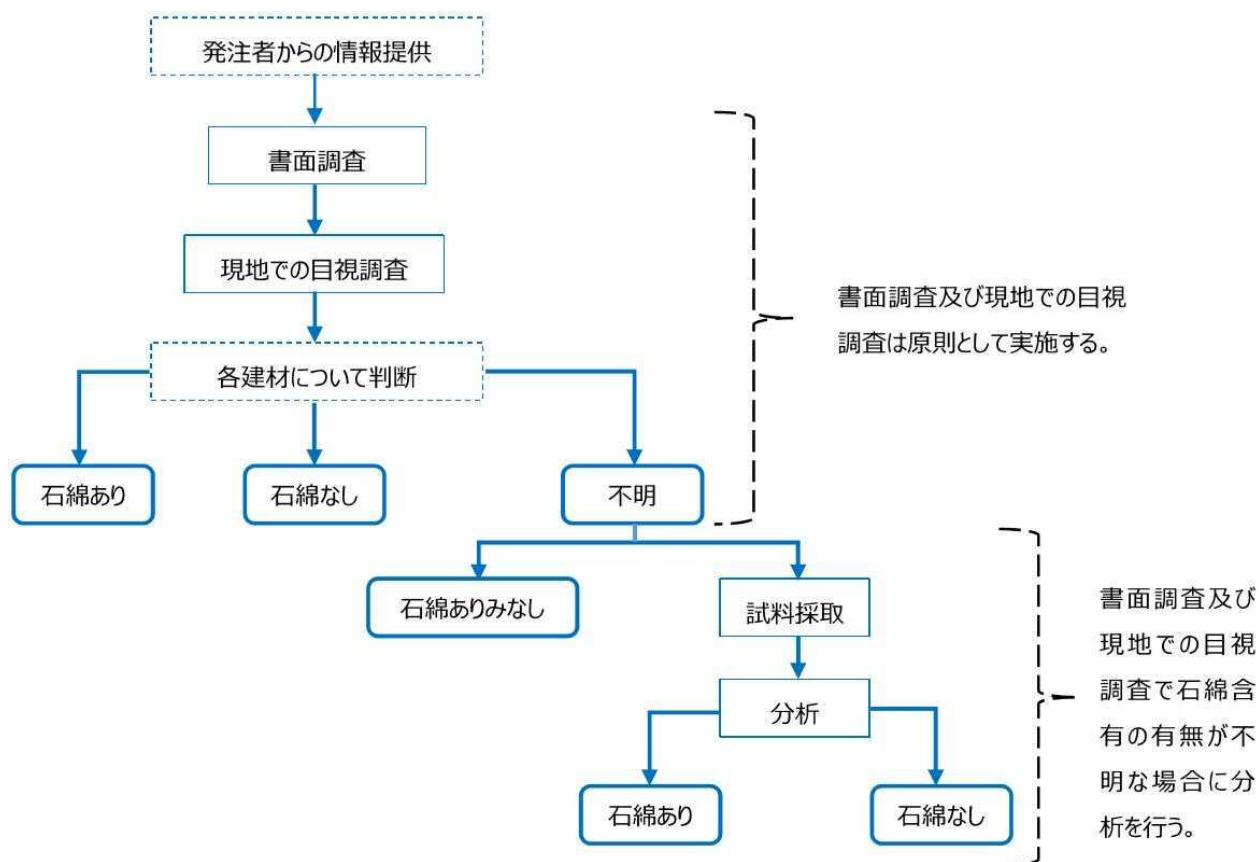 発注者からの情報提供
書面調査
現地での目視調査
書面調査及び現地での目視
調査は原則として実施する。
各建材について判断
石綿あり
石綿なし
不明
石綿ありみなし
試料採取
分析
石綿あり
石綿なし
書面調査及び
現地での目視
調査で石綿含
有の有無が不
明な場合に分
析を行う。